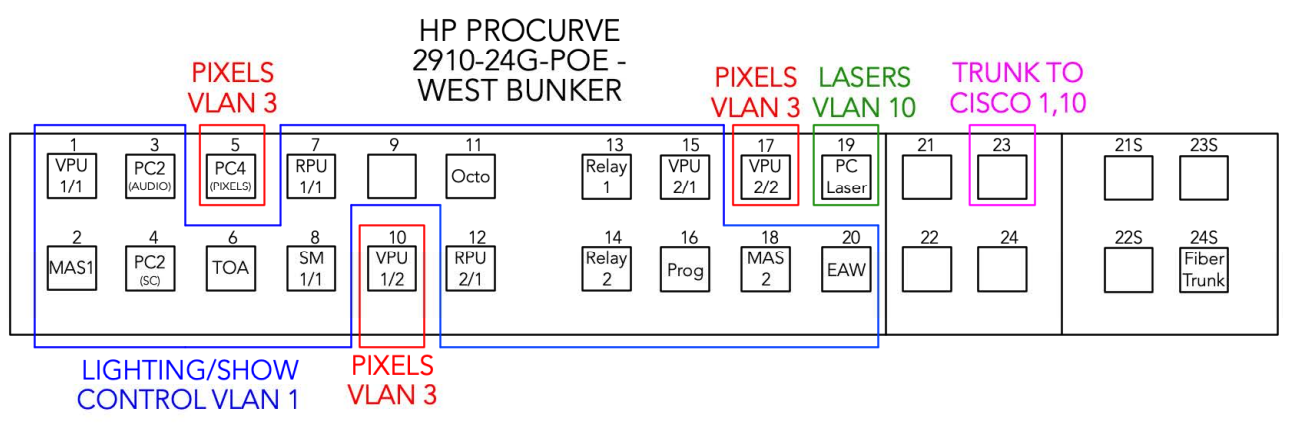 HP PROCURVE
2910-24G-POE -
WEST BUNKER
PIXELS
VLAN 3
PIXELS
VLAN 3
LASERS
VLAN 10
TRUNK TO
CISCO 1,10
1
3
5
7
9
11
13
15
17
19
21
23
21S
23S
VPU
1/1
PC2
(AUDIO)
PC4
(PIXELS)
RPU
1/1
Octo
Relay
1
VPU
2/1
VPU
2/2
PC
Laser
2
4
6
8
10
12
14
16
18
20
22
24
22S
24S
MAS1
PC2
(SC)
TOA
SM
1/1
VPU
1/2
RPU
2/1
Relay
2
Prog
MAS
2
EAW
Fiber
Trunk
LIGHTING/SHOW
CONTROL VLAN 1
PIXELS
VLAN 3